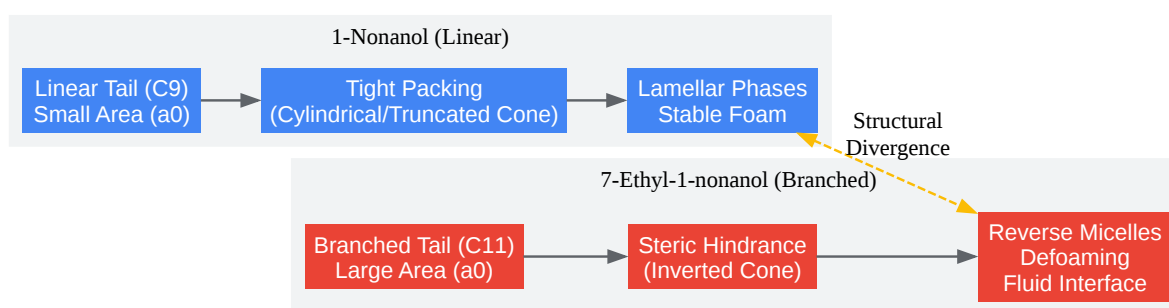 1-Nonanol (Linear)
Linear Tail (C9)
Small Area (a0)
Tight Packing
(Cylindrical/Truncated Cone)
Lamellar Phases
Stable Foam
Structural
Divergence
7-Ethyl-1-nonanol (Branched)
Branched Tail (C11)
Large Area (a0)
Steric Hindrance
(Inverted Cone)
Reverse Micelles
Defoaming
Fluid Interface